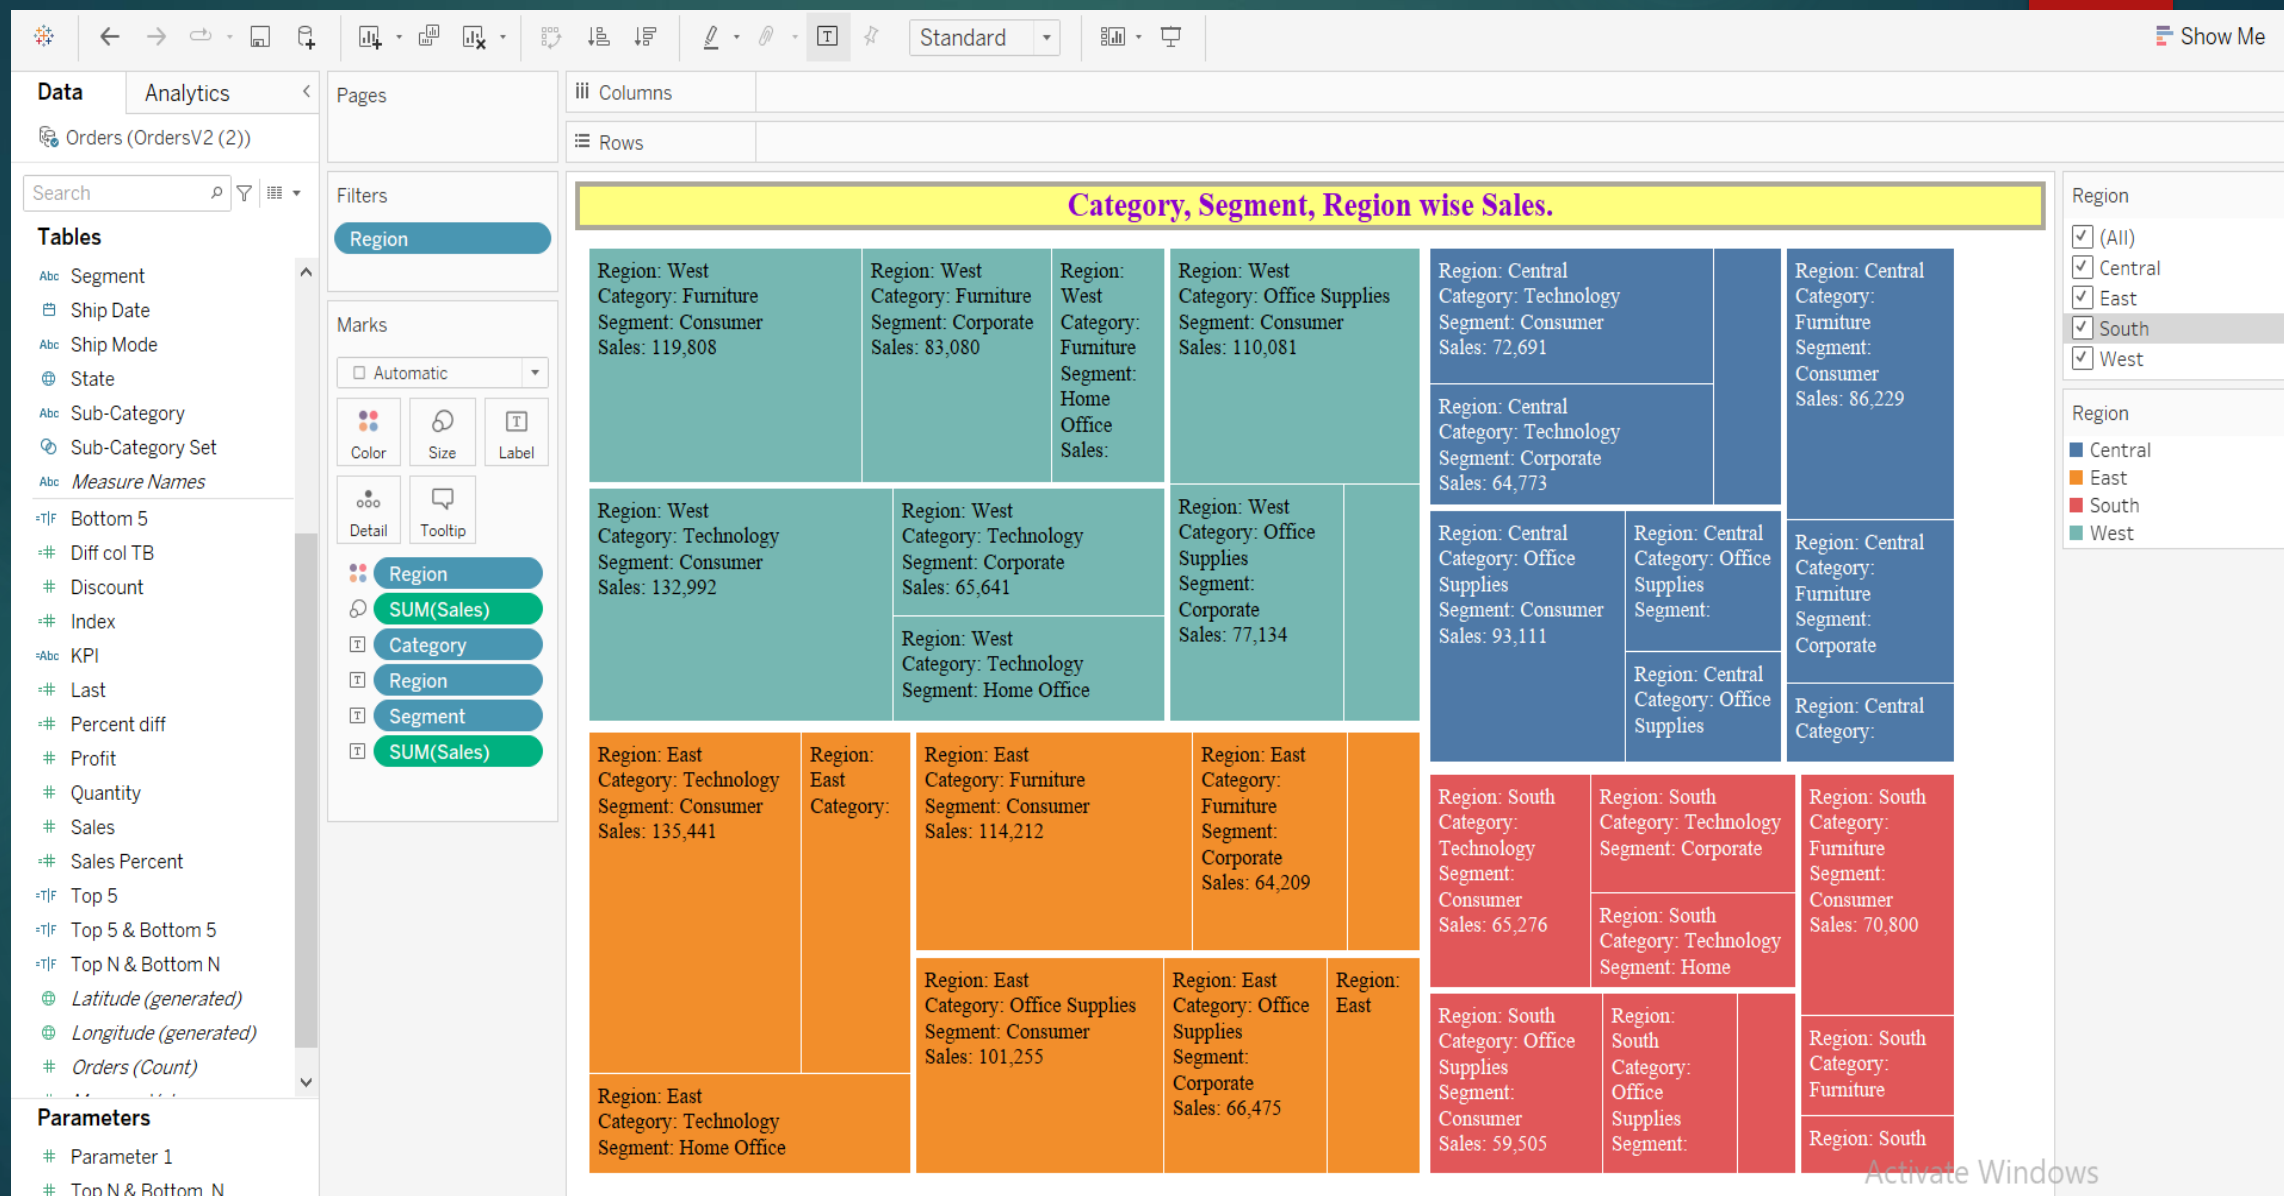 Standard
Show Me
Data
Analytics
Orders (OrdersV2 (2))
Search
Tables
Abc Segment
Ship Date
Abc Ship Mode
State
Abc Sub-Category
Sub-Category Set
Abc Measure Names
=T|F Bottom 5
=# Diff col TB
# Discount
=# Index
=Abc KPI
=# Last
=# Percent diff
# Profit
# Quantity
# Sales
=# Sales Percent
=T|F Top 5
=T|F Top 5 & Bottom 5
=T|F Top N & Bottom N
Latitude (generated)
Longitude (generated)
# Orders (Count)
Parameters
# Parameter 1
# Top N & Bottom N
Pages
Filters
Region
Marks
Automatic
Color
Size
T
Label
Detail
Tooltip
Region
SUM(Sales)
T Category
T Region
T Segment
T SUM(Sales)
iii Columns
Rows
Category, Segment, Region wise Sales.
Region: West
Category: Furniture
Segment: Consumer
Sales: 119,808
Region: West
Category: Furniture
Segment: Corporate
Sales: 83,080
Region:
West
Category:
Furniture
Segment:
Home
Office
Sales:
Region: West
Category: Office Supplies
Segment: Consumer
Sales: 110,081
Region: West
Category: Technology
Segment: Consumer
Sales: 132,992
Region: West
Category: Technology
Segment: Corporate
Sales: 65,641
Region: West
Category: Technology
Segment: Home Office
Region: West
Category: Office
Supplies
Segment:
Corporate
Sales: 77,134
Region: Central
Category: Technology
Segment: Consumer
Sales: 72,691
Region: Central
Category: Technology
Segment: Corporate
Sales: 64,773
Region: Central
Category:
Furniture
Segment:
Consumer
Sales: 86,229
Region: Central
Category: Office
Supplies
Segment: Consumer
Sales: 93,111
Region: Central
Category: Office
Supplies
Segment:
Region: Central
Category: Office
Supplies
Region: Central
Category:
Furniture
Segment:
Corporate
Region: Central
Category:
Region: East
Category: Technology
Segment: Consumer
Sales: 135,441
Region:
East
Category:
Region: East
Category: Technology
Segment: Home Office
Region: East
Category: Furniture
Segment: Consumer
Sales: 114,212
Region: East
Category:
Furniture
Segment:
Corporate
Sales: 64,209
Region: East
Category: Office Supplies
Segment: Consumer
Sales: 101,255
Region: East
Category: Office
Supplies
Segment:
Corporate
Sales: 66,475
Region:
East
Region: South
Category:
Technology
Segment:
Consumer
Sales: 65,276
Region: South
Category: Technology
Segment: Corporate
Region: South
Category: Technology
Segment: Home
Region: South
Category:
Furniture
Segment:
Consumer
Sales: 70,800
Region: South
Category: Office
Supplies
Segment:
Consumer
Sales: 59,505
Region:
South
Category:
Office
Supplies
Segment:
Region: South
Category:
Furniture
Region: South
Region
(All)
Central
East
South
West
Region
Central
East
South
West
Activate Windows